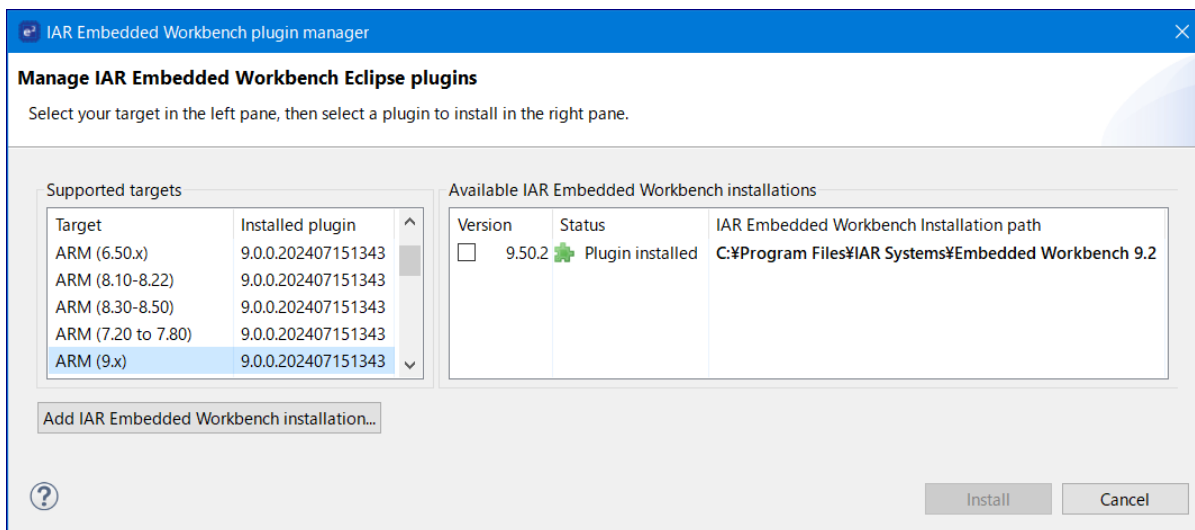 e² IAR Embedded Workbench plugin manager
Manage IAR Embedded Workbench Eclipse plugins
Select your target in the left pane, then select a plugin to install in the right pane.
Supported targets
Target Installed plugin
ARM (6.50.x) 9.0.0.202407151343
ARM (8.10-8.22) 9.0.0.202407151343
ARM (8.30-8.50) 9.0.0.202407151343
ARM (7.20 to 7.80) 9.0.0.202407151343
ARM (9.x) 9.0.0.202407151343
Available IAR Embedded Workbench installations
Version Status IAR Embedded Workbench Installation path
9.50.2 Plugin installed C:¥Program Files¥IAR Systems¥Embedded Workbench 9.2
Add IAR Embedded Workbench installation...
?
Install Cancel